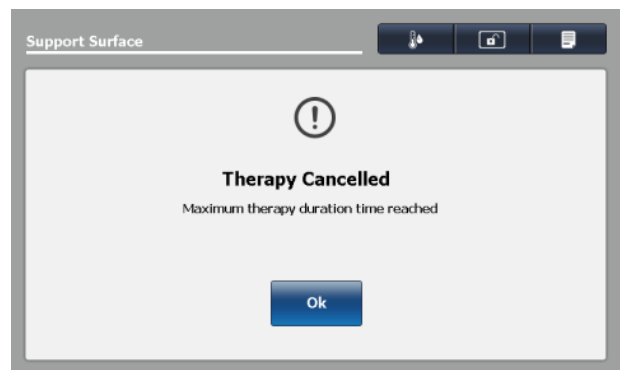 Support Surface
Therapy Cancelled
Maximum therapy duration time reached
Ok